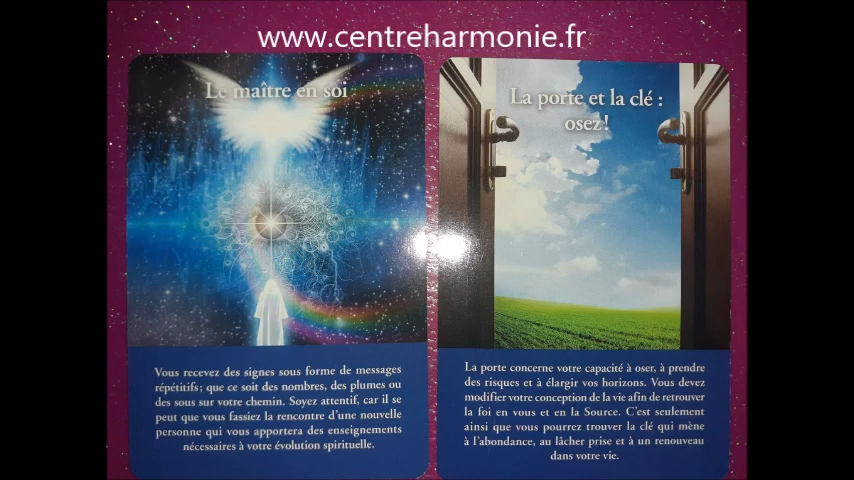 www.centreharmonie.fr
Le maître en soi
Vous recevez des signes sous forme de messages
répétitifs; que ce soit des nombres, des plumes ou
des sous sur votre chemin. Soyez attentif, car il se
peut que vous fassiez la rencontre d'une nouvelle
personne qui vous apportera des enseignements
nécessaires à votre évolution spirituelle.
La porte et la clé :
osez!
La porte concerne votre capacité à oser, à prendre
des risques et à élargir vos horizons. Vous devez
modifier votre conception de la vie afin de retrouver
la foi en vous et en la Source. C'est seulement
ainsi que vous pourrez trouver la clé qui mène
à l'abondance, au lâcher prise et à un renouveau
dans votre vie.